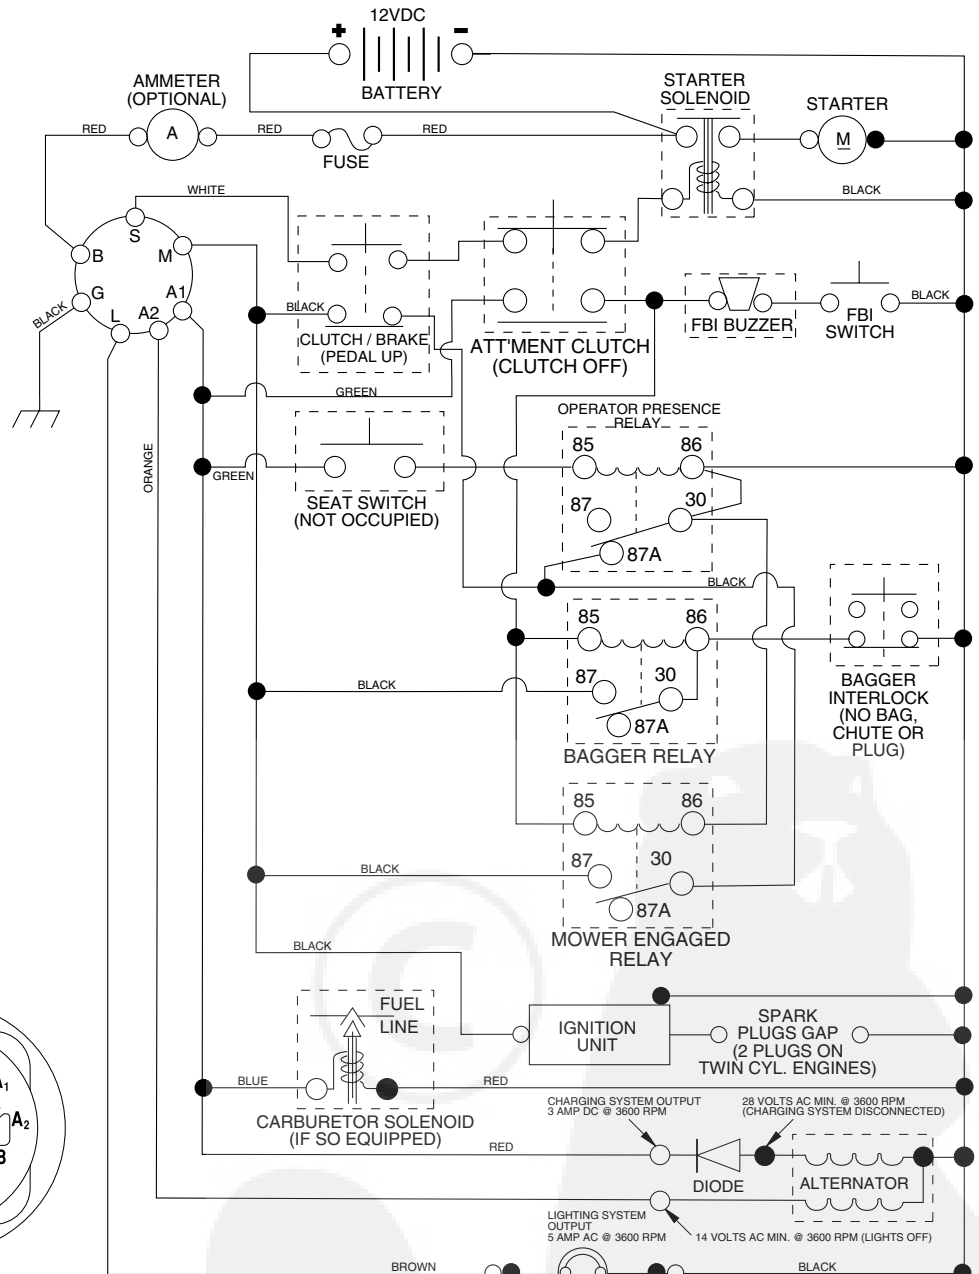 12VDC
+
-
BATTERY
AMMETER
(OPTIONAL)
STARTER
SOLENOID
STARTER
RED
A
RED
RED
FUSE
M
WHITE
BLACK
S
B
M
G
A1
L
A2
BLACK
BLACK
CLUTCH / BRAKE
(PEDAL UP)
ATT'MENT CLUTCH
(CLUTCH OFF)
FBI BUZZER
FBI
SWITCH
BLACK
GREEN
OPERATOR PRESENCE
RELAY
85
86
ORANGE
GREEN
SEAT SWITCH
(NOT OCCUPIED)
87
30
87A
BLACK
85
86
87
30
87A
BLACK
BAGGER RELAY
BAGGER
INTERLOCK
(NO BAG,
CHUTE OR
PLUG)
85
86
87
30
87A
BLACK
MOWER ENGAGED
RELAY
BLACK
C
FUEL
LINE
IGNITION
UNIT
SPARK
PLUGS GAP
(2 PLUGS ON
TWIN CYL. ENGINES)
BLUE
RED
CARBURETOR SOLENOID
(IF SO EQUIPPED)
CHARGING SYSTEM OUTPUT
3 AMP DC @ 3600 RPM
28 VOLTS AC MIN. @ 3600 RPM
(CHARGING SYSTEM DISCONNECTED)
RED
DIODE
ALTERNATOR
LIGHTING SYSTEM
OUTPUT
5 AMP AC @ 3600 RPM
14 VOLTS AC MIN. @ 3600 RPM (LIGHTS OFF)
BROWN
BLACK
A2